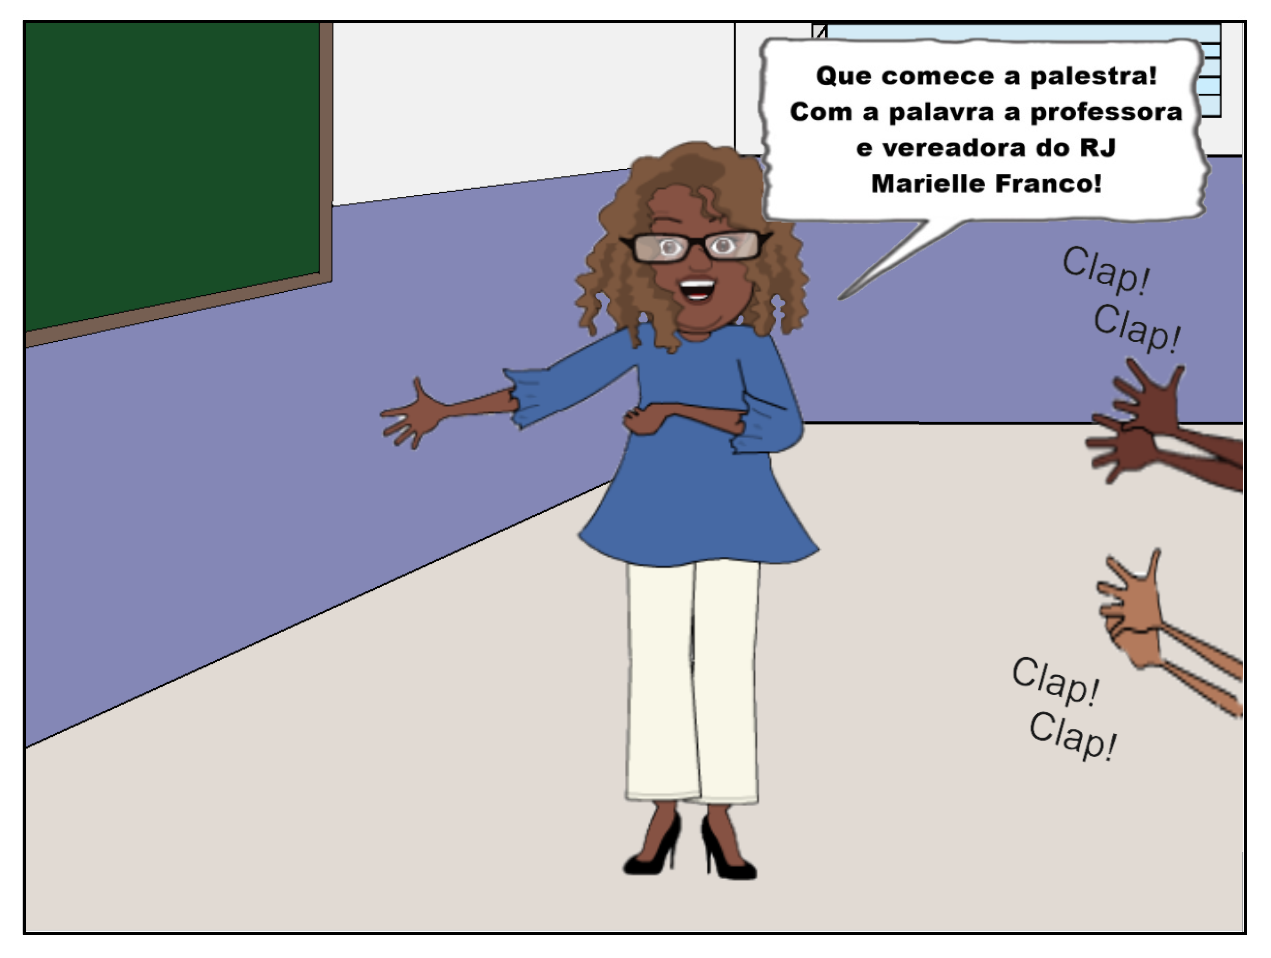 Que comece a palestra!
Com a palavra a professora
e vereadora do RJ
Marielle Franco!
Clap!
Clap!
Clap!
Clap!